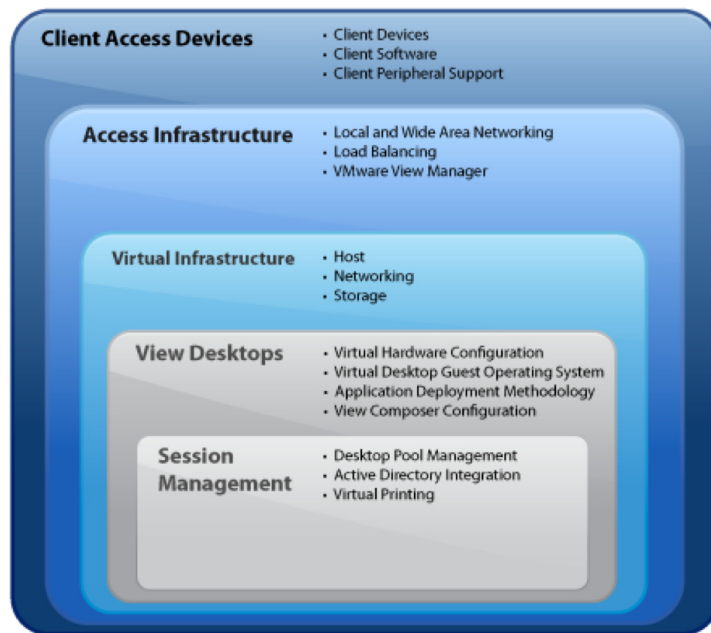 Client Access Devices
• Client Devices
• Client Software
• Client Peripheral Support
Access Infrastructure
• Local and Wide Area Networking
• Load Balancing
• VMware View Manager
Virtual Infrastructure
• Host
• Networking
• Storage
View Desktops
• Virtual Hardware Configuration
• Virtual Desktop Guest Operating System
• Application Deployment Methodology
• View Composer Configuration
Session
Management
• Desktop Pool Management
• Active Directory Integration
• Virtual Printing